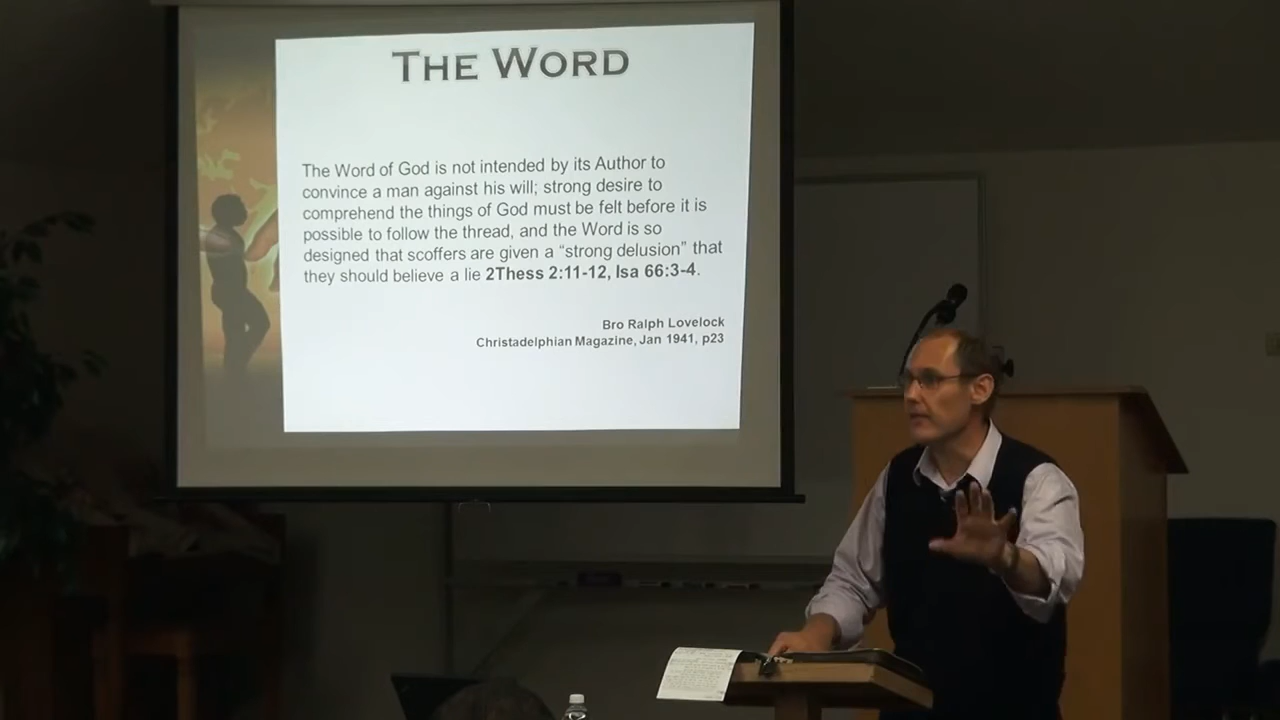 THE WORD
The Word of God is not intended by its Author to
convince a man against his will; strong desire to
comprehend the things of God must be felt before it is
possible to follow the thread, and the Word is so
designed that scoffers are given a “strong delusion” that
they should believe a lie 2Thess 2:11-12, Isa 66:3-4.
Bro Ralph Lovelock
Christadelphian Magazine, Jan 1941, p23